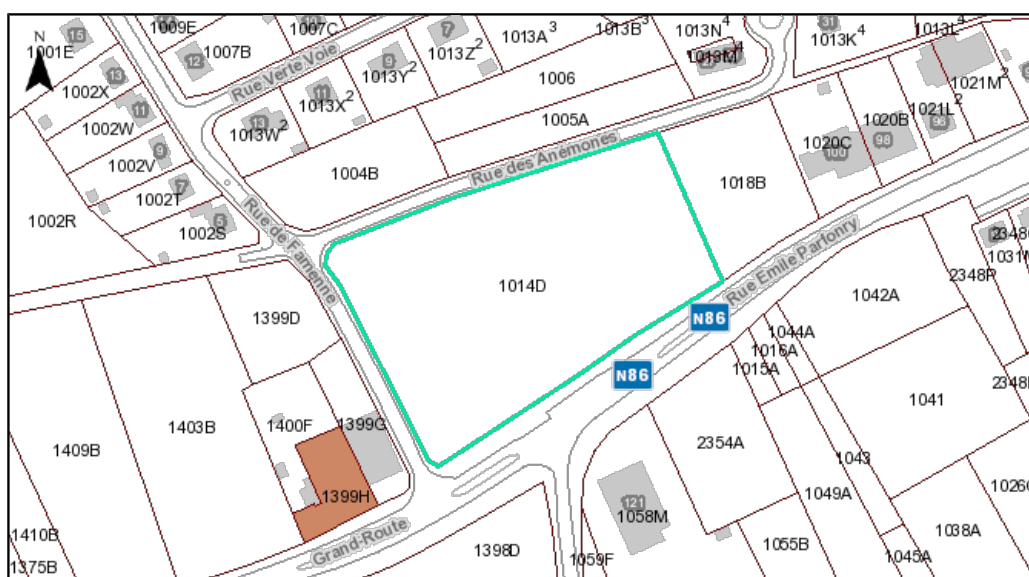 N
15
1001E
1009E
1007B
12
1007C
7
1013Z²
1013A³
1013B³
1013N⁴
1013M⁴
31
1013K⁴
1013L⁴
13
1002X
11
1002W
9
1002V
7
1002T
5
1002S
1002R
Rue Verte Voie
9
1013Y²
11
1013X²
13
1013W²
1006
1005A
1004B
Rue des Anémones
1021M²
1021L²
96
1020B
98
1020C
100
1018B
Rue de Famenne
1014D
Rue Emile Parfonry
N86
N86
1042A
2348P
1031M
1044A
1016A
1015A
1041
1399D
1403B
1409B
1400F
1399G
1399H
Grand-Route
1410B
1375B
1398D
121
1058M
1059F
2354A
1043
1049A
1055B
1045A
1038A